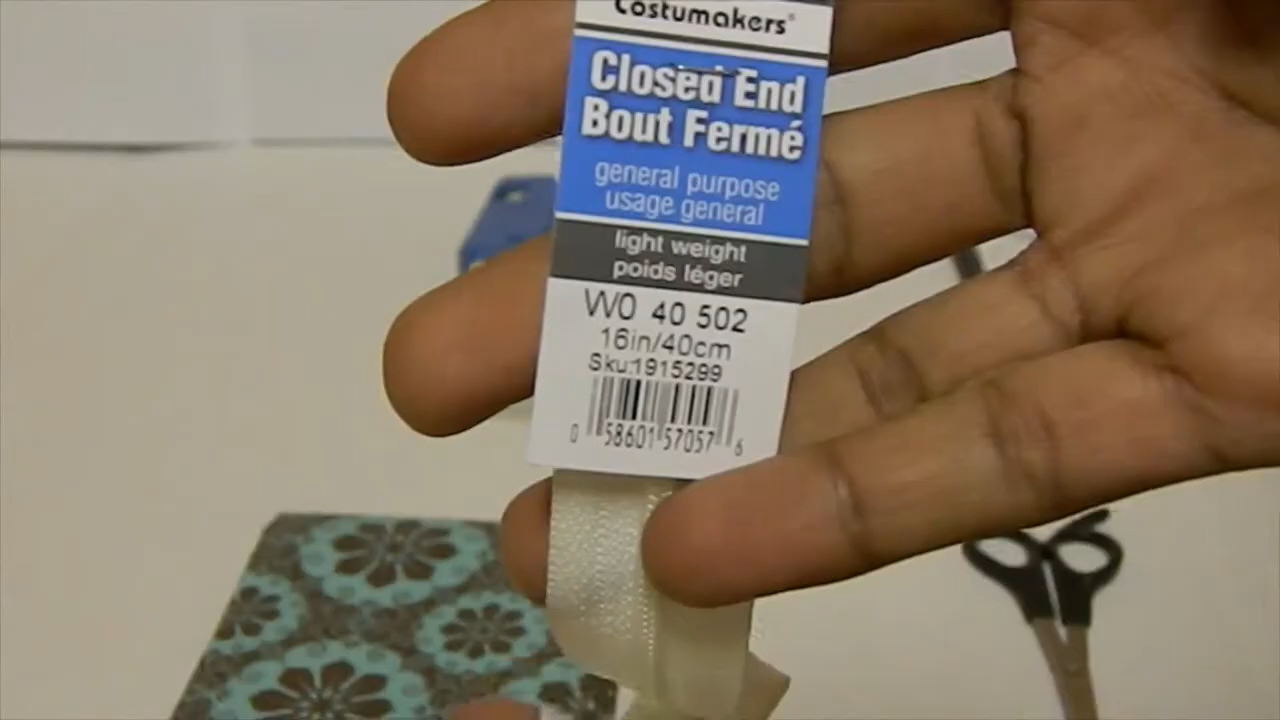 Costumakers®
Closed End
Bout Fermé
general purpose
usage general
light weight
poids léger
VV0 40 502
16in/40cm
Sku:1915299
0 58601 57057 6